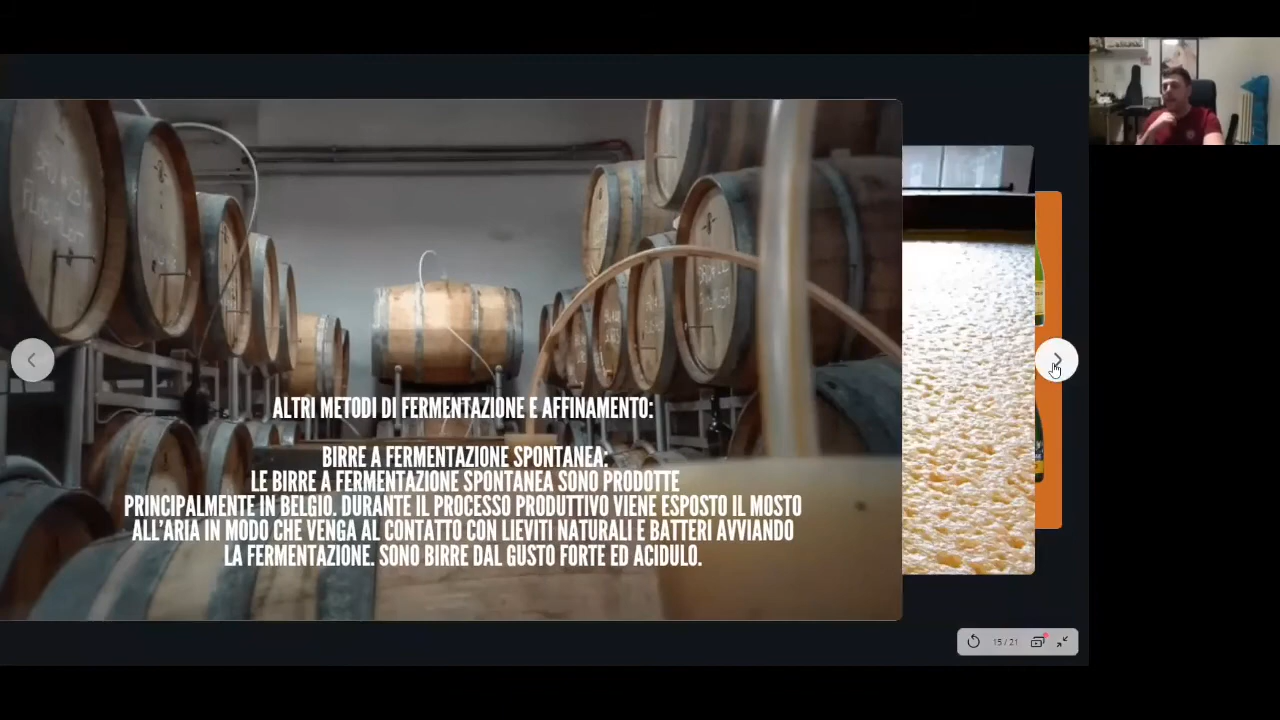 ALTRI METODI DI FERMENTAZIONE E AFFINAMENTO:
BIRRE A FERMENTAZIONE SPONTANEA:
LE BIRRE A FERMENTAZIONE SPONTANEA SONO PRODOTTE
PRINCIPALMENTE IN BELGIO. DURANTE IL PROCESSO PRODUTTIVO VIENE ESPOSTO IL MOSTO
ALL'ARIA IN MODO CHE VENGA AL CONTATTO CON LIEVITI NATURALI E BATTERI AVVIANDO
LA FERMENTAZIONE. SONO BIRRE DAL GUSTO FORTE ED ACIDULO.
15 / 21